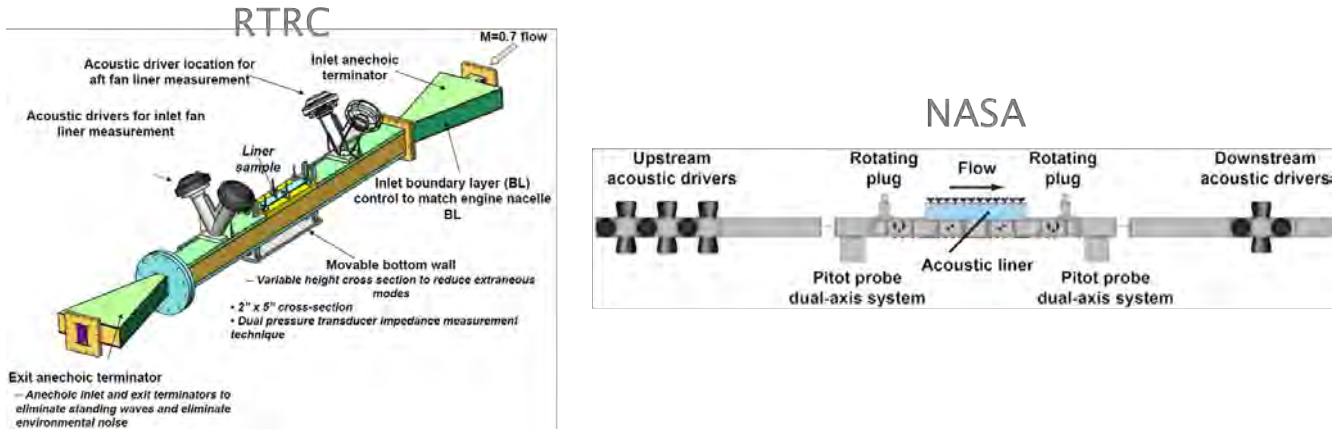 RTRC
M=0.7 flow
Acoustic driver location for
aft fan liner measurement
Inlet anechoic
terminator
Acoustic drivers for inlet fan
liner measurement
Liner
sample
Inlet boundary layer (BL)
control to match engine nacelle
BL
Movable bottom wall
– Variable height cross section to reduce extraneous
modes
• 2" x 5" cross-section
• Dual pressure transducer impedance measurement
technique
Exit anechoic terminator
– Anechoic inlet and exit terminators to
eliminate standing waves and eliminate
environmental noise
NASA
Upstream
acoustic drivers
Rotating
plug
Flow
Rotating
plug
Downstream
acoustic drivers
Acoustic liner
Pitot probe
dual-axis system
Pitot probe
dual-axis system